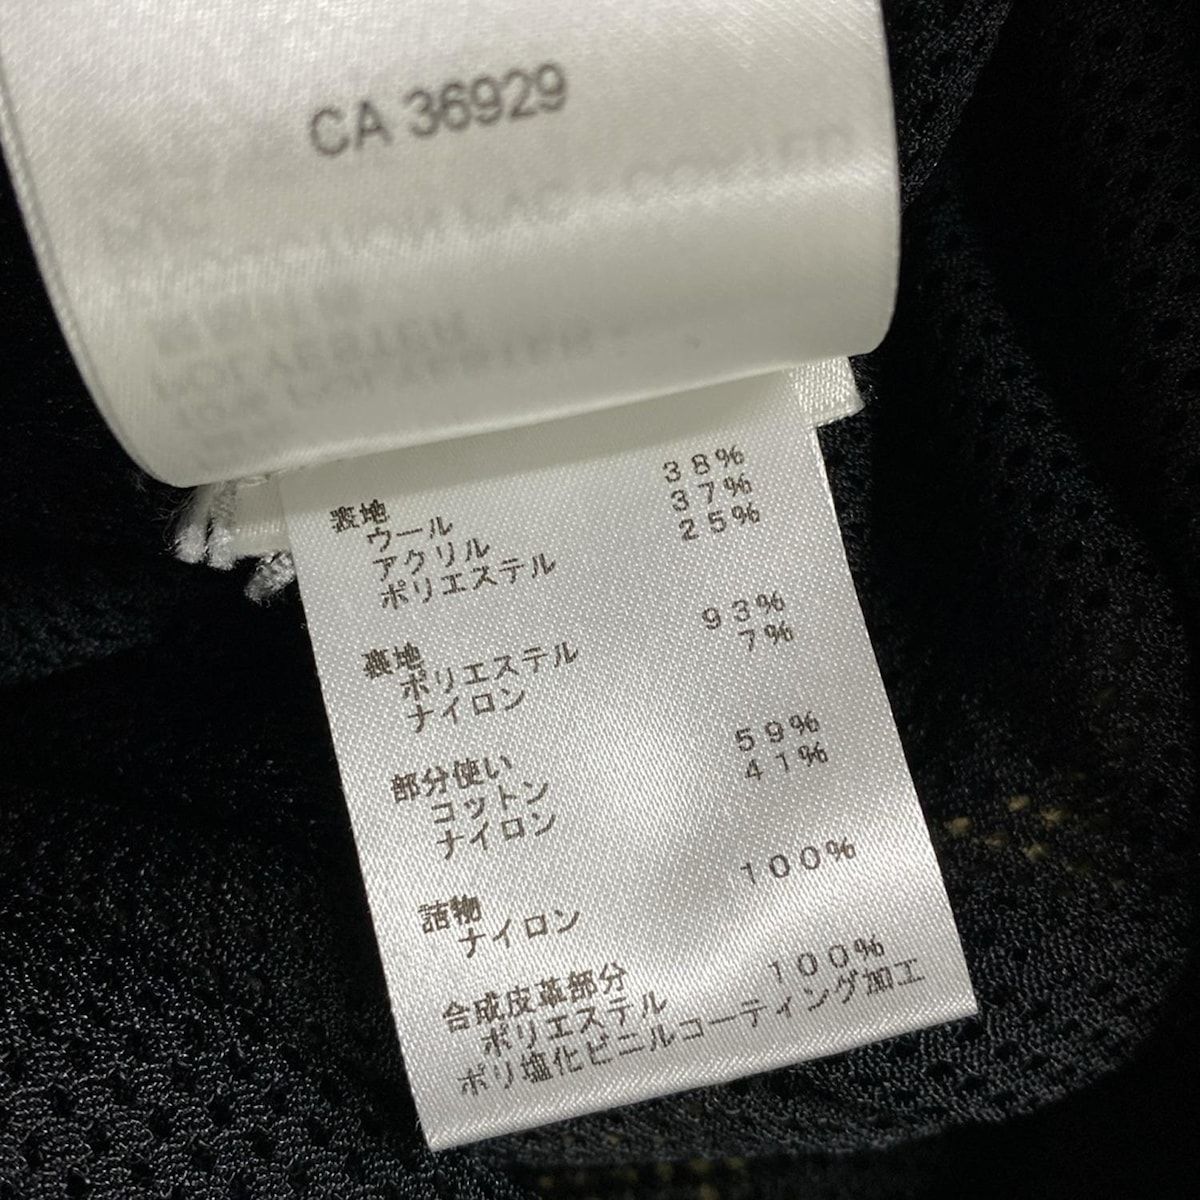 CA 36929
表地
ウール 38%
アクリル 37%
ポリエステル 25%
裏地
ポリエステル 93%
ナイロン 7%
部分使い
コットン 59%
ナイロン 41%
詰物
ナイロン 100%
合成皮革部分
ポリエステル 100%
ポリ塩化ビニルコーティング加工